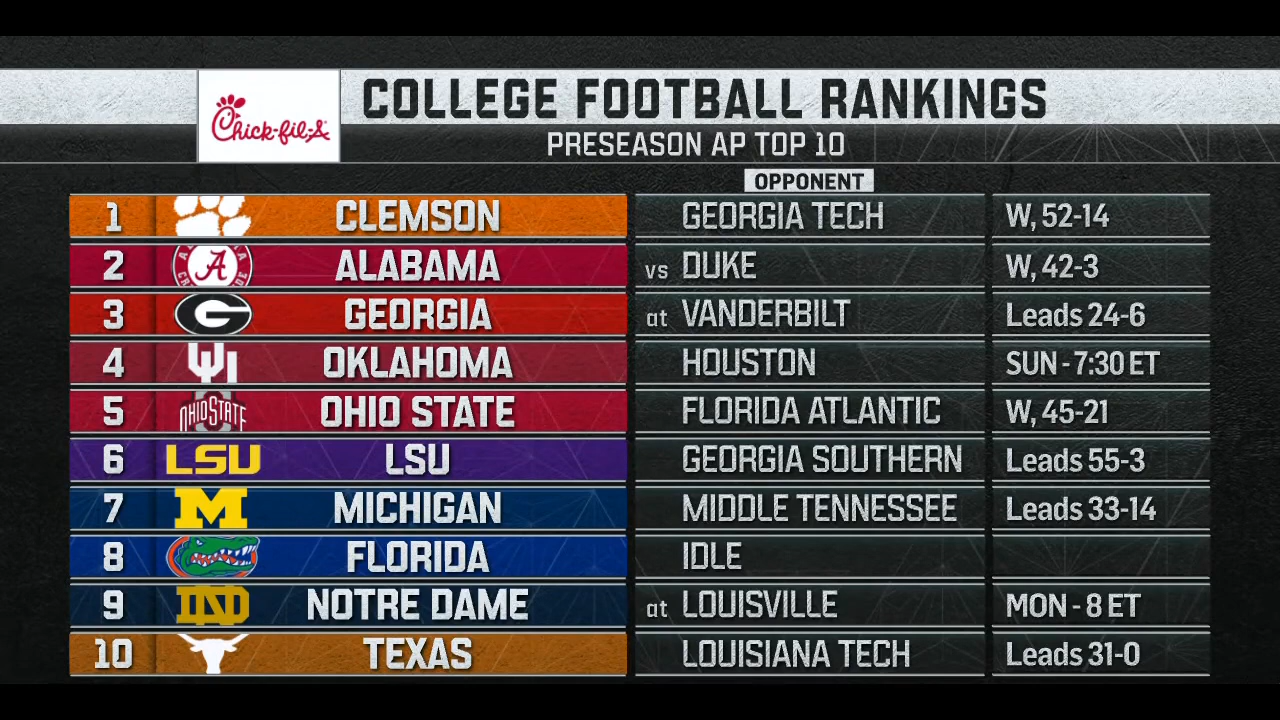 Chick-fil-A
COLLEGE FOOTBALL RANKINGS
PRESEASON AP TOP 10
OPPONENT
1 CLEMSON GEORGIA TECH W, 52-14
2 A ALABAMA vs DUKE W, 42-3
3 G GEORGIA at VANDERBILT Leads 24-6
4 OU OKLAHOMA HOUSTON SUN - 7:30 ET
5 OHIO STATE OHIO STATE FLORIDA ATLANTIC W, 45-21
6 LSU LSU GEORGIA SOUTHERN Leads 55-3
7 M MICHIGAN MIDDLE TENNESSEE Leads 33-14
8 FLORIDA IDLE
9 ND NOTRE DAME at LOUISVILLE MON - 8 ET
10 TEXAS LOUISIANA TECH Leads 31-0